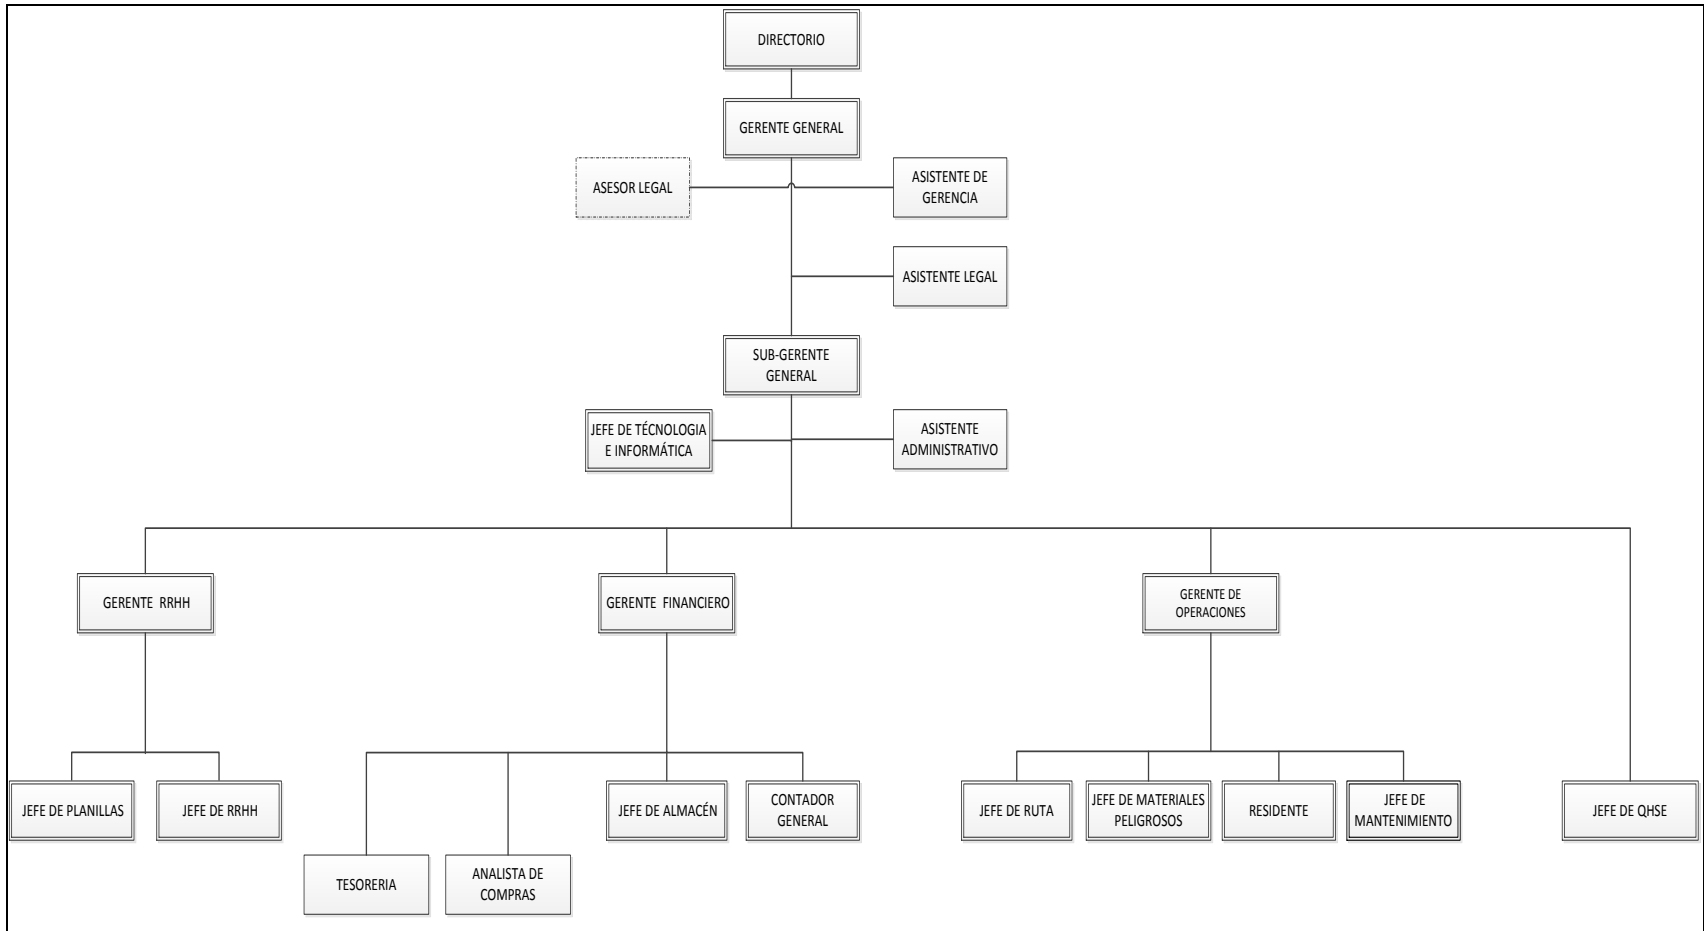 DIRECTORIO
GERENTE GENERAL
ASESOR LEGAL
ASISTENTE DE
GERENCIA
ASISTENTE LEGAL
SUB-GERENTE
GENERAL
JEFE DE TÉCNOLOGIA
E INFORMÁTICA
ASISTENTE
ADMINISTRATIVO
GERENTE RRHH
GERENTE FINANCIERO
GERENTE DE
OPERACIONES
JEFE DE PLANILLAS
JEFE DE RRHH
JEFE DE ALMACÉN
CONTADOR
GENERAL
JEFE DE RUTA
JEFE DE MATERIALES
PELIGROSOS
RESIDENTE
JEFE DE
MANTENIMIENTO
JEFE DE QHSE
TESORERIA
ANALISTA DE
COMPRAS